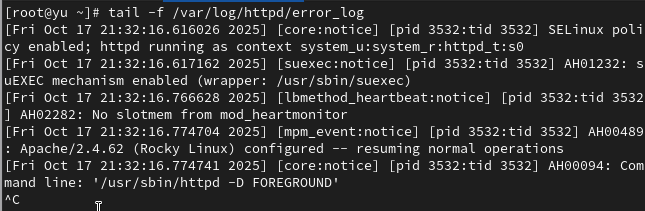 [root@yu ~]# tail -f /var/log/httpd/error_log
[Fri Oct 17 21:32:16.616026 2025] [core:notice] [pid 3532:tid 3532] SELinux poli
cy enabled; httpd running as context system_u:system_r:httpd_t:s0
[Fri Oct 17 21:32:16.617162 2025] [suexec:notice] [pid 3532:tid 3532] AH01232: s
uEXEC mechanism enabled (wrapper: /usr/sbin/suexec)
[Fri Oct 17 21:32:16.766628 2025] [lbmethod_heartbeat:notice] [pid 3532:tid 3532
] AH02282: No slotmem from mod_heartmonitor
[Fri Oct 17 21:32:16.774704 2025] [mpm_event:notice] [pid 3532:tid 3532] AH00489
: Apache/2.4.62 (Rocky Linux) configured -- resuming normal operations
[Fri Oct 17 21:32:16.774741 2025] [core:notice] [pid 3532:tid 3532] AH00094: Com
mand line: '/usr/sbin/httpd -D FOREGROUND'
^C